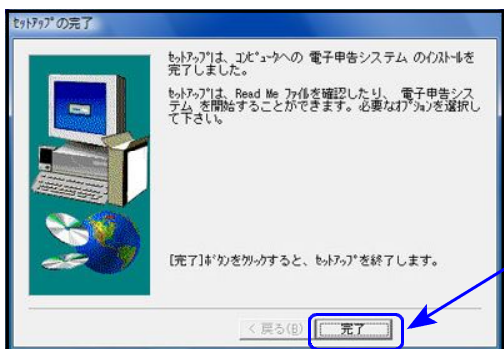 ｾｯﾄｱｯﾌﾟの完了
ｾｯﾄｱｯﾌﾟは、ｺﾝﾋﾟｭｰﾀへの 電子申告システム のｲﾝｽﾄｰﾙを
完了しました。
ｾｯﾄｱｯﾌﾟは、Read Me ﾌｧｲﾙを確認したり、 電子申告シス
テム を開始することができます。必要なｵﾌﾟｼｮﾝを選択し
て下さい。
[完了]ﾎﾞﾀﾝをｸﾘｯｸすると、ｾｯﾄｱｯﾌﾟを終了します。
< 戻る(B)
完了